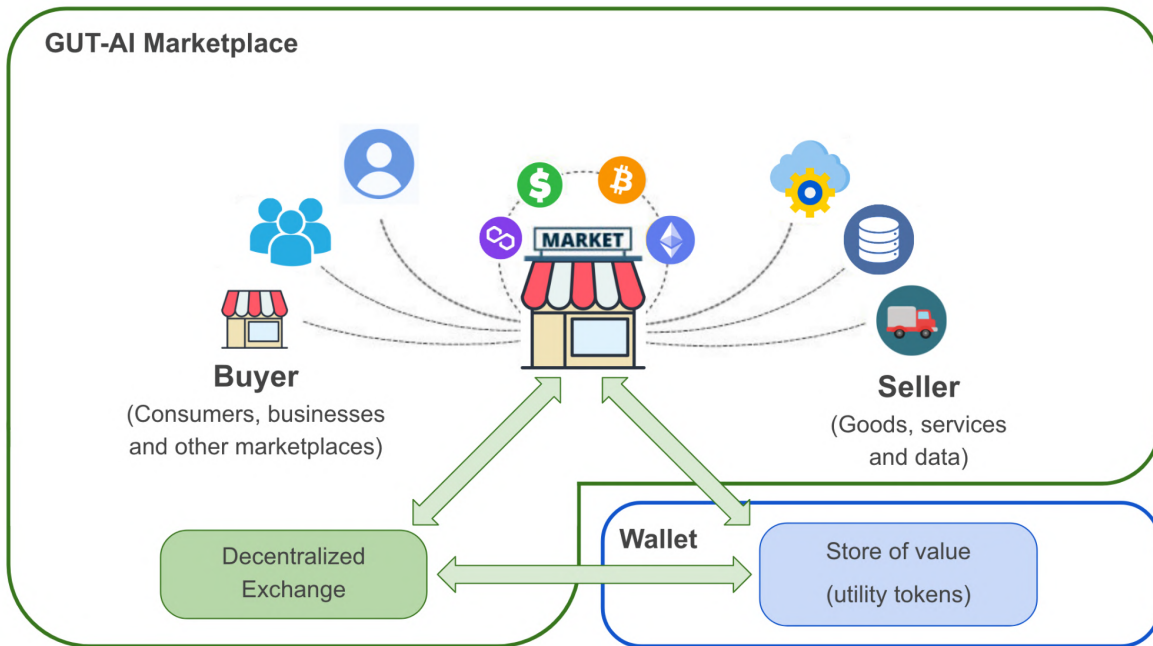 GUT-AI Marketplace
MARKET
Buyer
(Consumers, businesses
and other marketplaces)
Seller
(Goods, services
and data)
Decentralized
Exchange
Wallet
Store of value
(utility tokens)